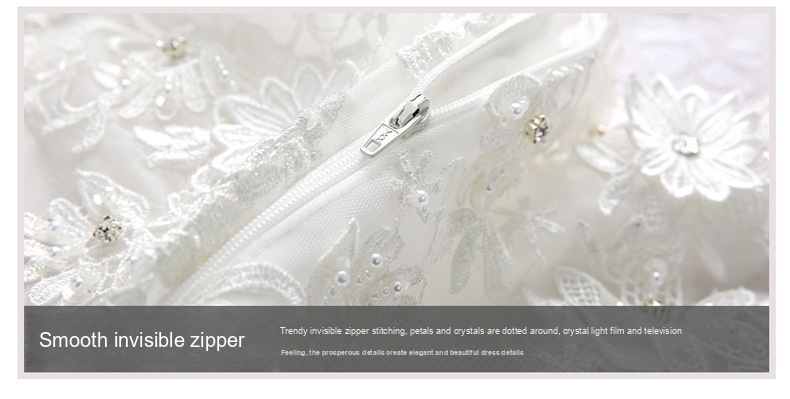 Smooth invisible zipper
Trendy invisible zipper stitching, petals and crystals are dotted around, crystal light film and television
Feeling, the prosperous details create elegant and beautiful dress details